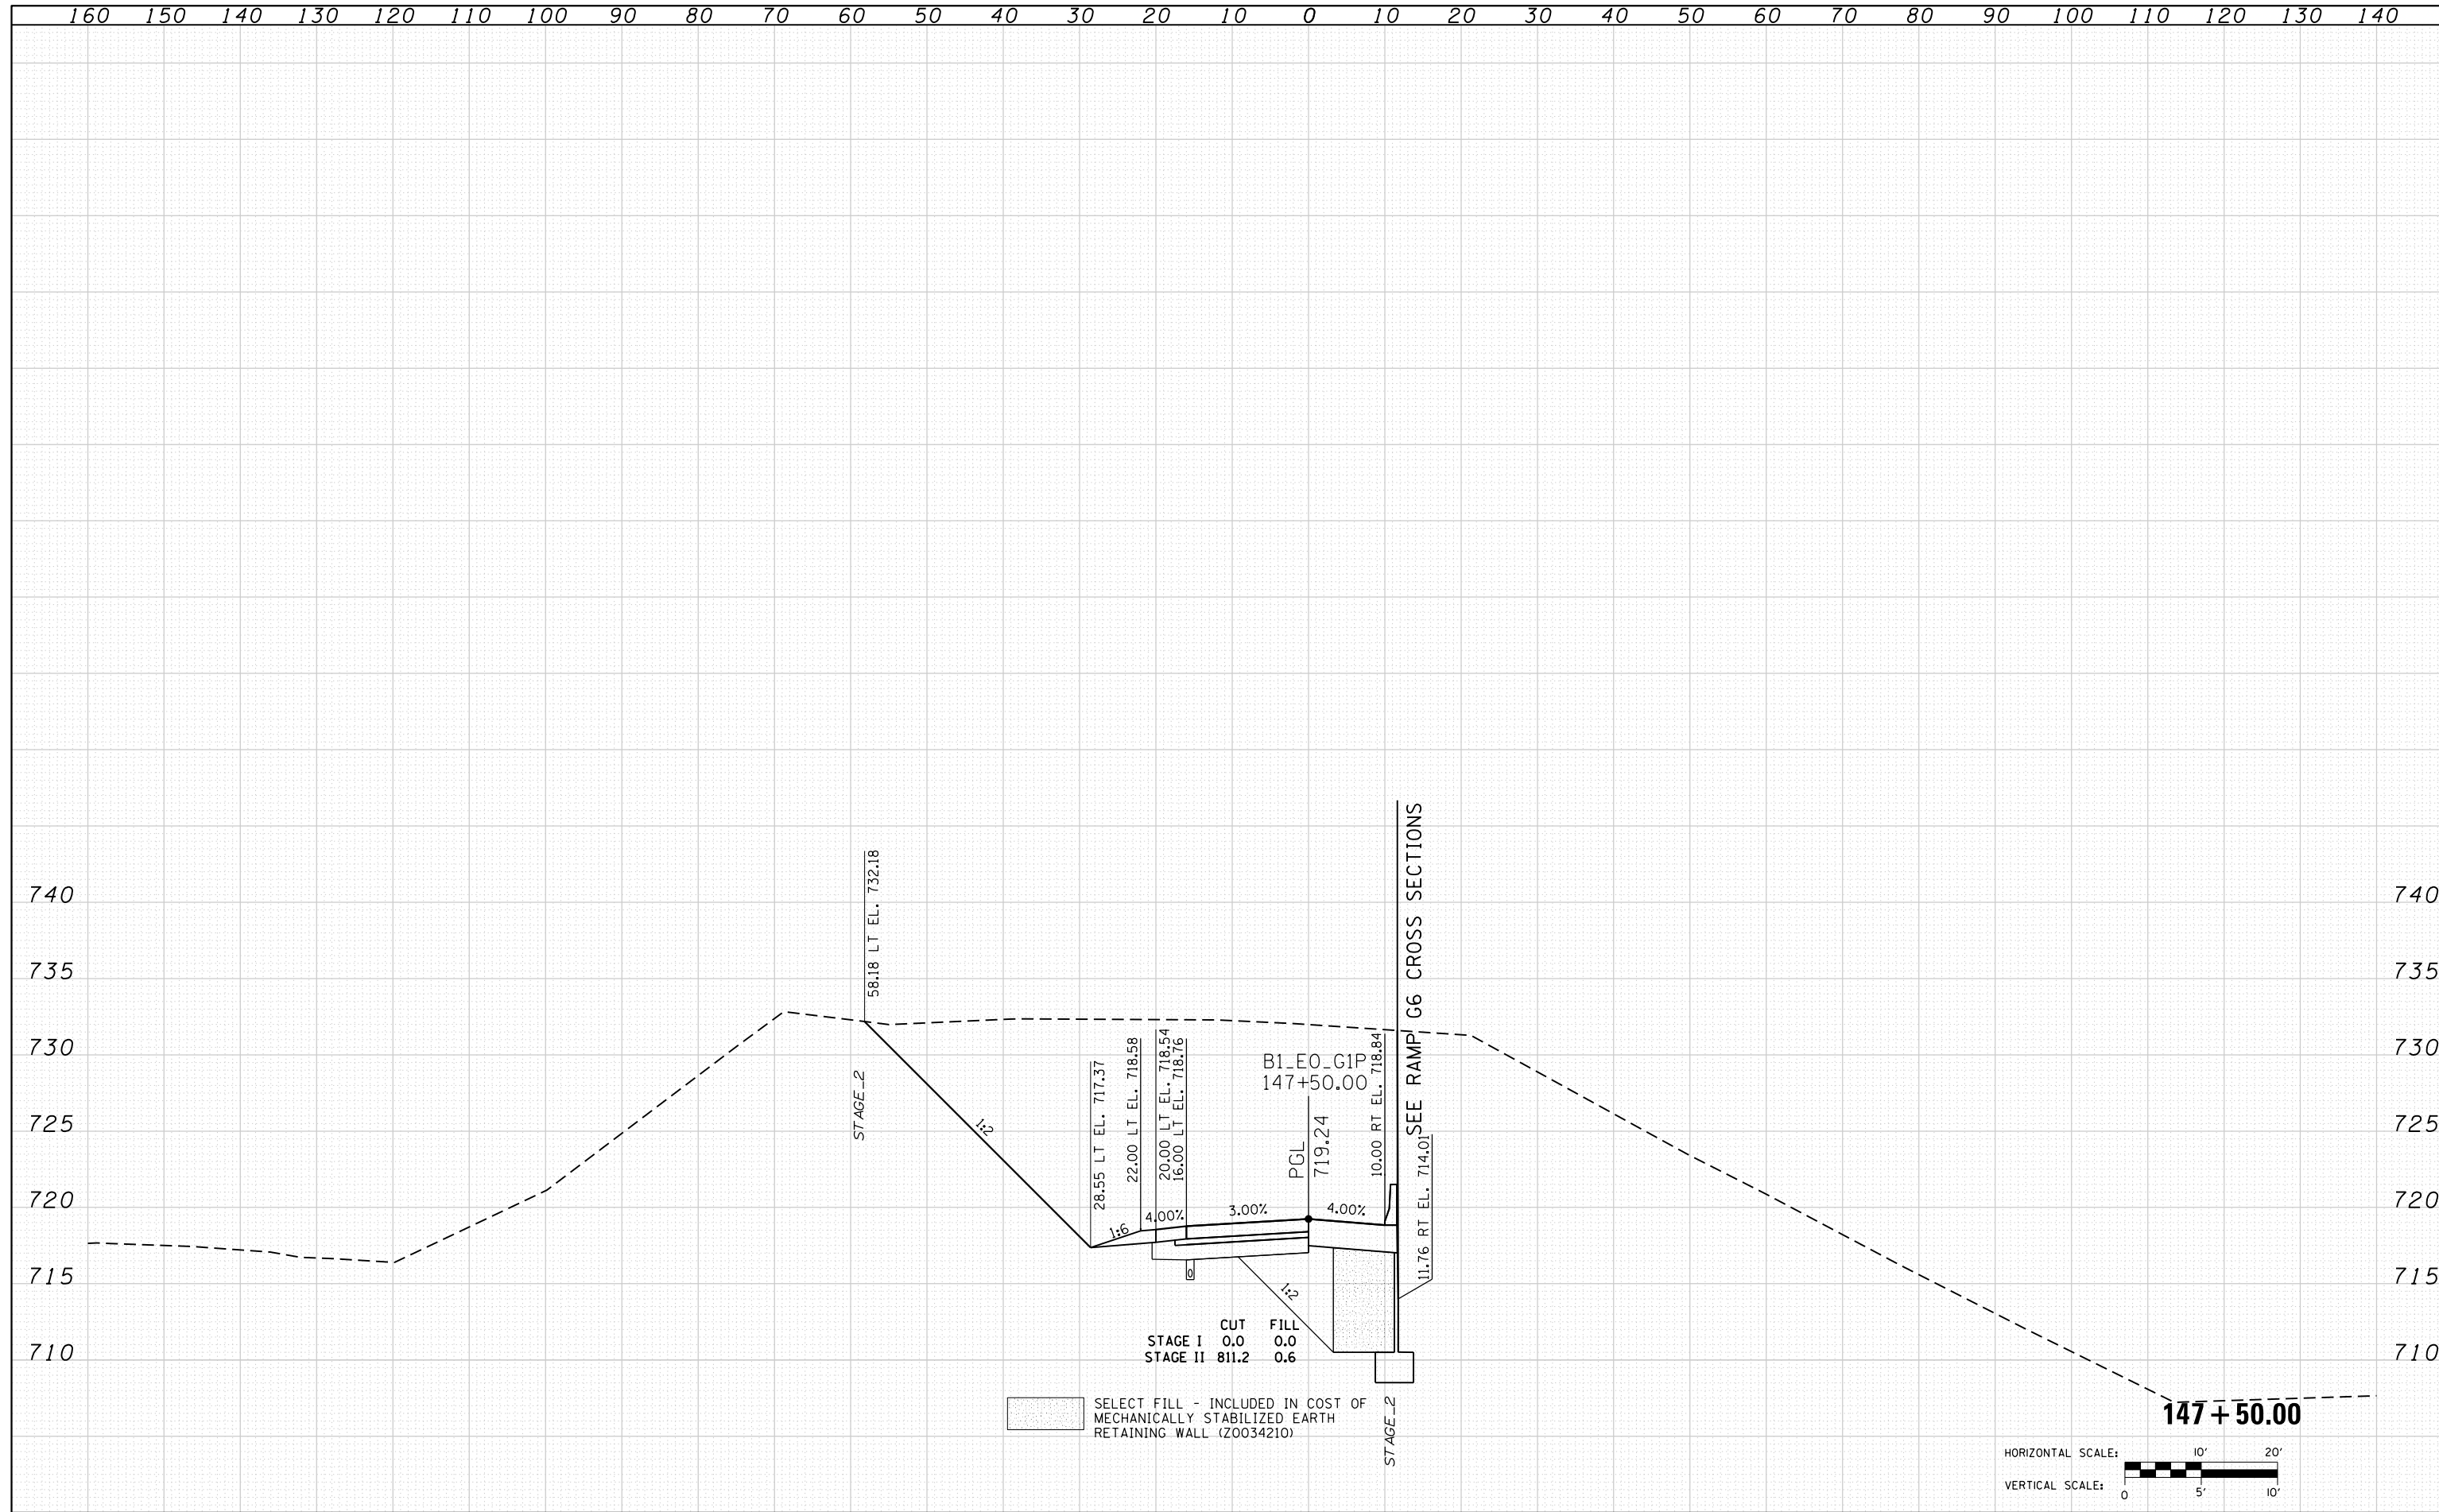 160 150 140 130 120 110 100 90 80 70 60 50 40 30 20 10 0 10 20 30 40 50 60 70 80 90 100 110 120 130 140
740 740
735 735
730 730
725 725
720 720
715 715
710 710
58.18 LT EL. 732.18
STAGE_2
28.55 LT EL. 717.37
22.00 LT EL. 718.58
20.00 LT EL. 718.54
16.00 LT EL. 718.76
B1_EO_G1P
147+50.00
PGL
719.24
10.00 RT EL. 718.84
SEE RAMP G6 CROSS SECTIONS
11.76 RT EL. 714.01
1:2
1:6
4.00%
3.00%
4.00%
1:2
CUT FILL
STAGE I 0.0 0.0
STAGE II 811.2 0.6
SELECT FILL - INCLUDED IN COST OF
MECHANICALLY STABILIZED EARTH
RETAINING WALL (Z0034210)
STAGE_2
147+50.00
HORIZONTAL SCALE: 10' 20'
VERTICAL SCALE: 0 5' 10'